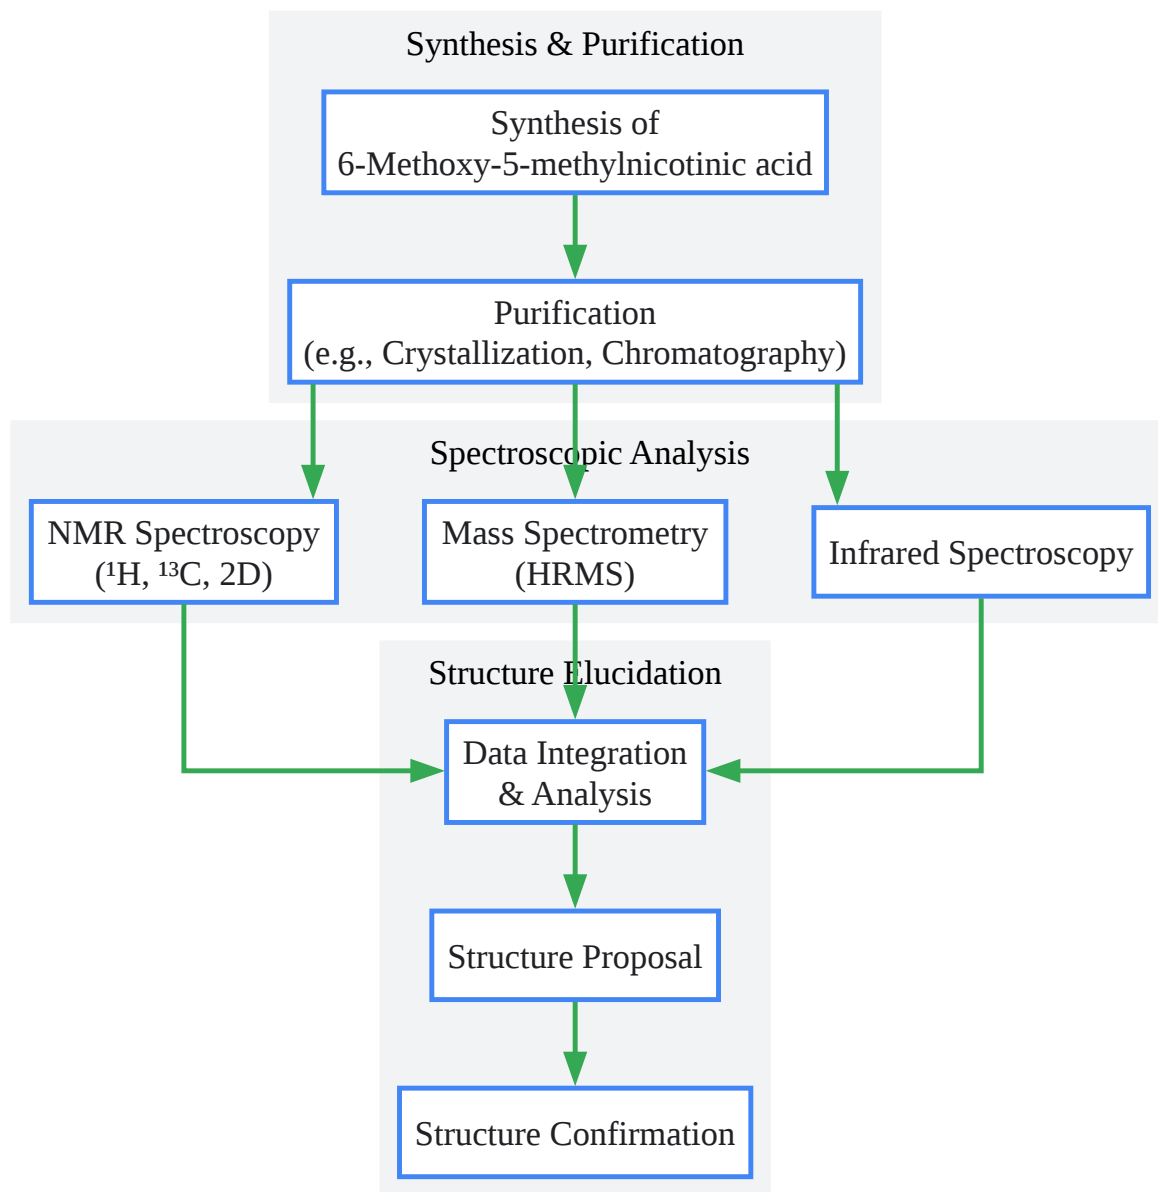 Synthesis & Purification
Synthesis of
6-Methoxy-5-methylnicotinic acid
Purification
(e.g., Crystallization, Chromatography)
Spectroscopic Analysis
NMR Spectroscopy
(¹H, ¹³C, 2D)
Mass Spectrometry
(HRMS)
Infrared Spectroscopy
Structure Elucidation
Data Integration
& Analysis
Structure Proposal
Structure Confirmation